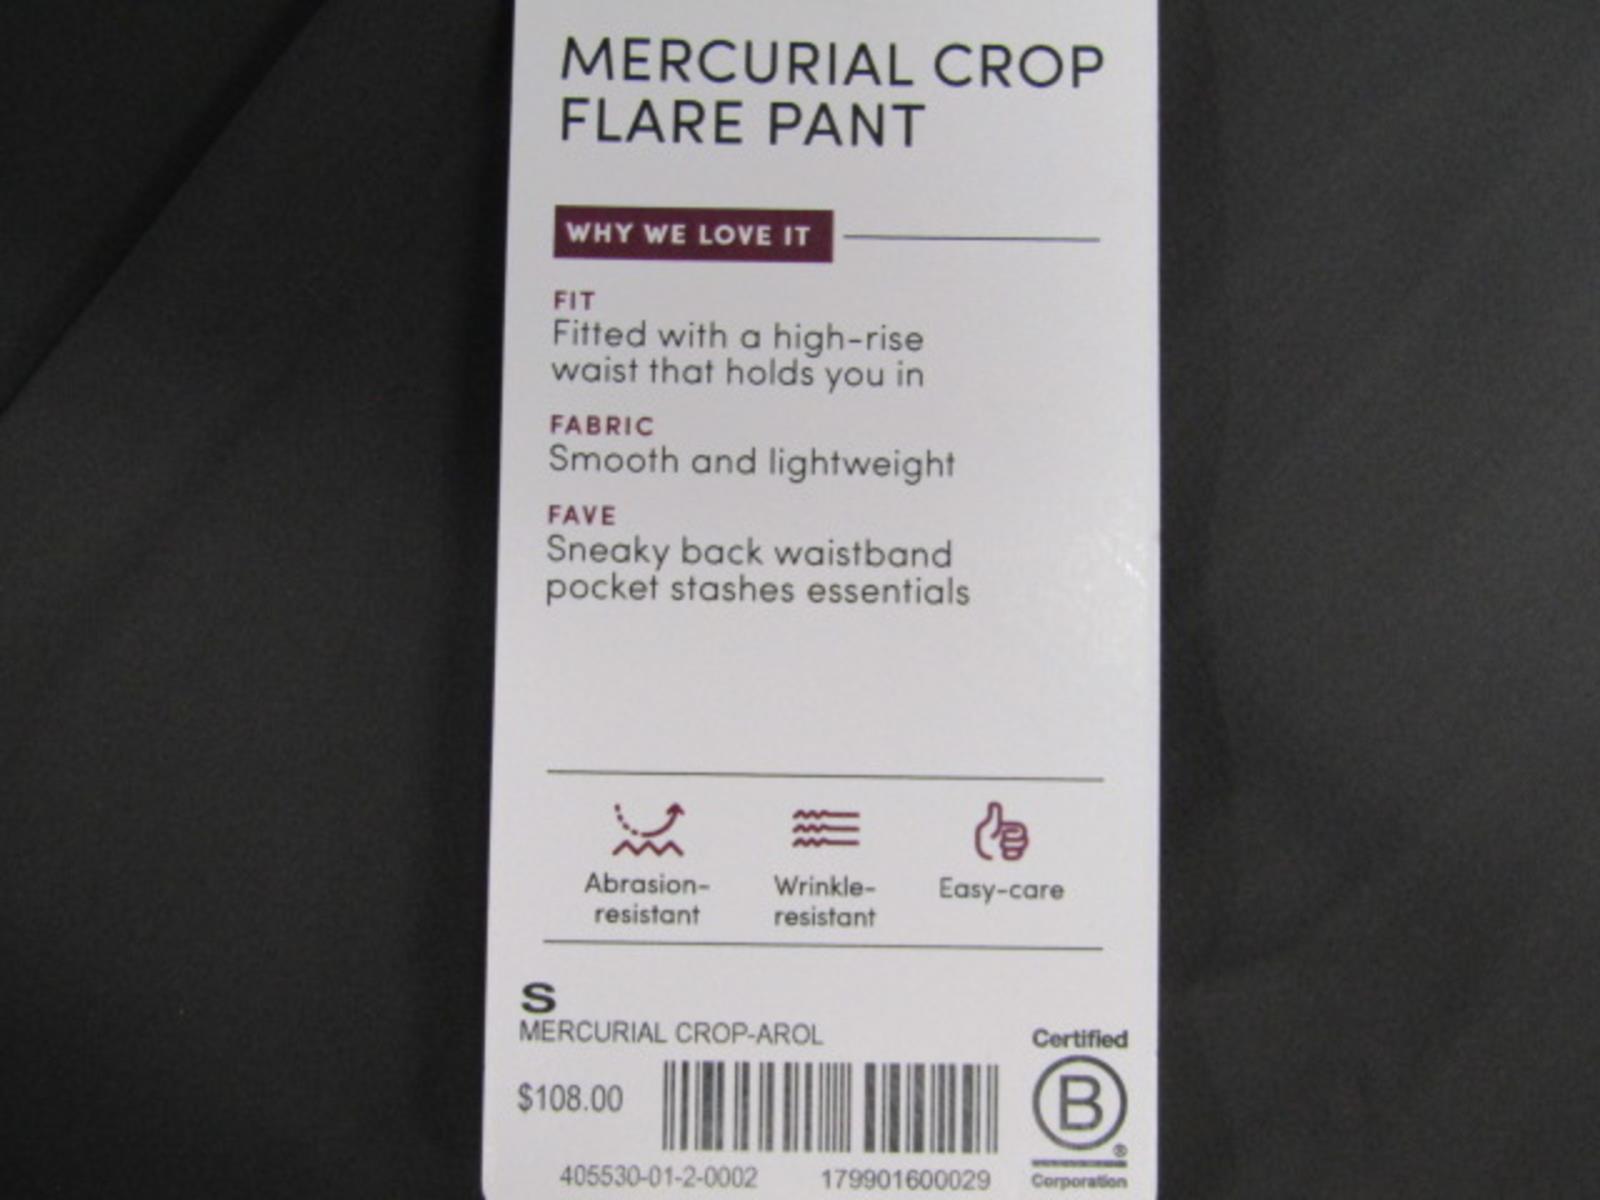 MERCURIAL CROP
FLARE PANT
WHY WE LOVE IT
FIT
Fitted with a high-rise
waist that holds you in
FABRIC
Smooth and lightweight
FAVE
Sneaky back waistband
pocket stashes essentials
Abrasion-
resistant
Wrinkle-
resistant
Easy-care
S
MERCURIAL CROP-AROL
$108.00
405530-01-2-0002
179901600029
Certified
B
®
Corporation